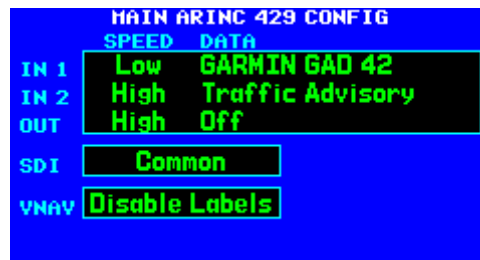 MAIN ARINC 429 CONFIG
SPEED DATA
IN 1 Low GARMIN GAD 42
IN 2 High Traffic Advisory
OUT High Off
SDI Common
VNAV Disable Labels